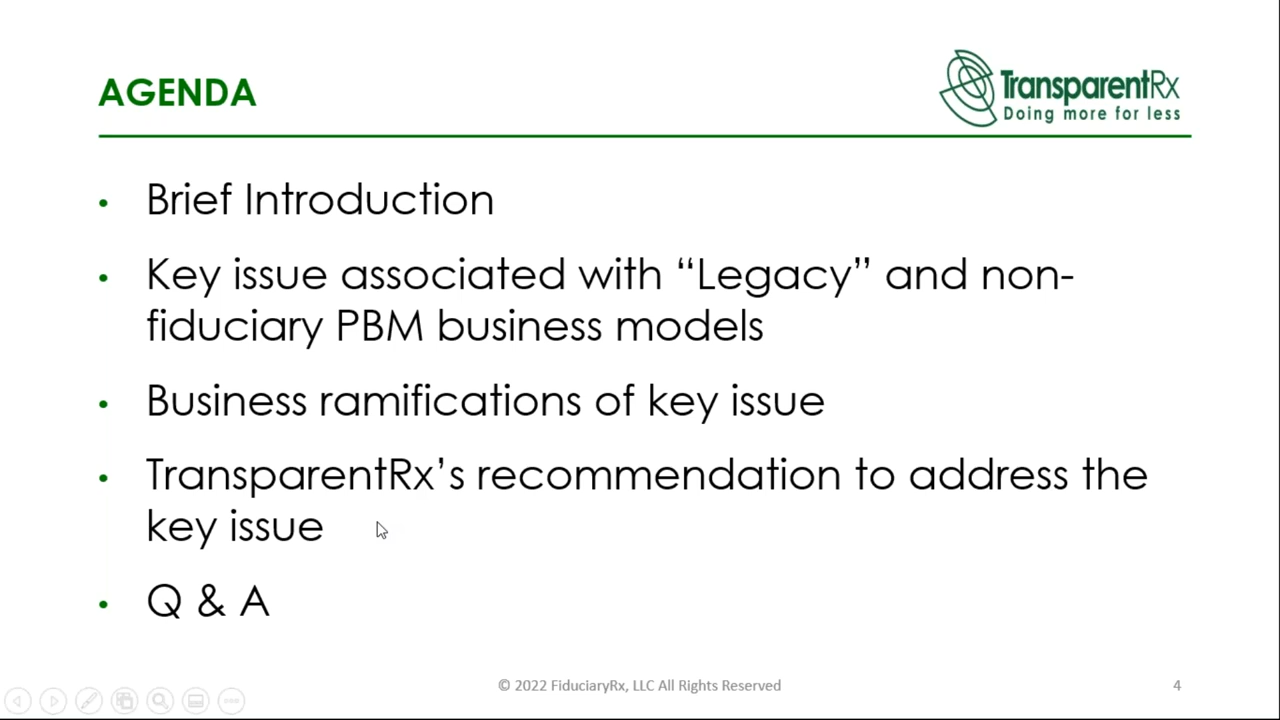 AGENDA
TransparentRx
Doing more for less
• Brief Introduction
• Key issue associated with “Legacy” and non-
fiduciary PBM business models
• Business ramifications of key issue
• TransparentRx’s recommendation to address the
key issue
• Q & A
© 2022 FiduciaryRx, LLC All Rights Reserved
4